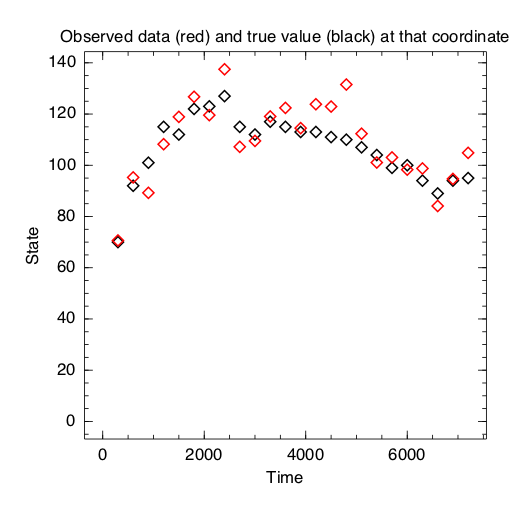 Observed data (red) and true value (black) at that coordinate
140
120
100
80
60
40
20
0
State
0 2000 4000 6000
Time